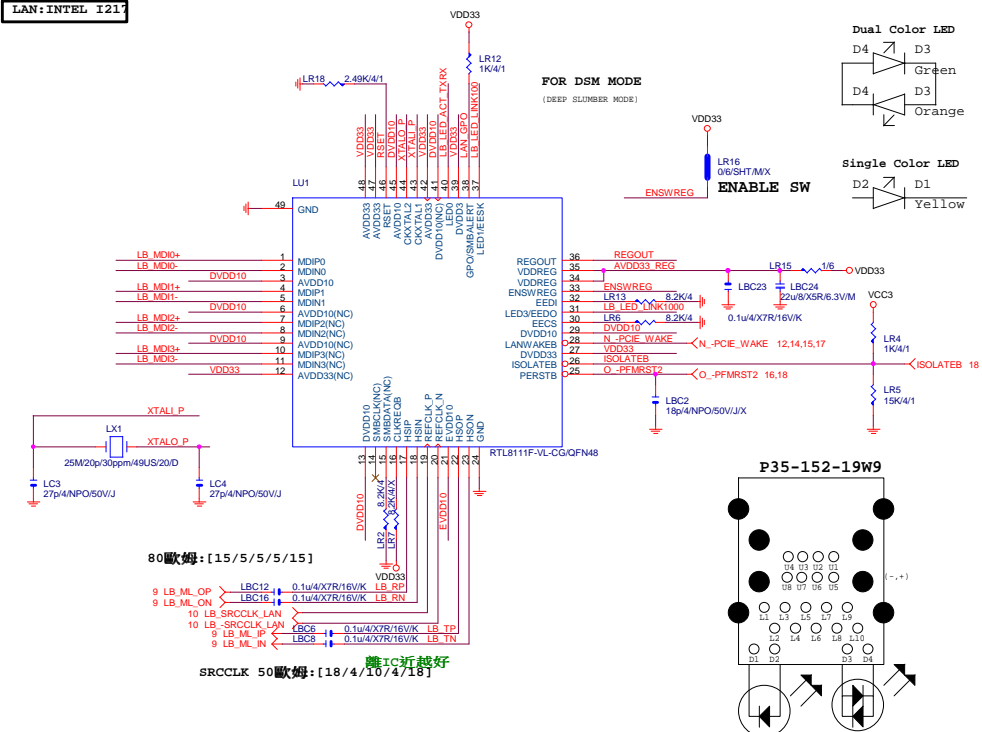 LAN:INTEL I217
VDD33
LR12
1K/4/1
LR18
2.49K/4/1
FOR DSM MODE
(DEEP SLUMBER MODE)
Dual Color LED
D4
D3
Green
D4
D3
Orange
Single Color LED
D2
D1
Yellow
VDD33
LR16
0/6/SHT/M/X
ENABLE SW
ENSWREG
VDD33
VDD33
RSET
DVDD10
XTALO_P
XTALI_P
VDD33
DVDD10
LB_LED_ACT_TXRX
VDD33
LAN_GPO
LB_LED_LINK100
48
47
46
45
44
43
42
41
40
39
38
37
LU1
AVDD33
AVDD33
RSET
AVDD10
CKXTAL2
CKXTAL1
AVDD33
DVDD10(NC)
LED0
DVDD3
GPO/SMBALERT
LED1/EESK
49
GND
LB_MDI0+
1
MDIP0
LB_MDI0-
2
MDIN0
DVDD10
3
AVDD10
LB_MDI1+
4
MDIP1
LB_MDI1-
5
MDIN1
DVDD10
6
AVDD10(NC)
LB_MDI2+
7
MDIP2(NC)
LB_MDI2-
8
MDIN2(NC)
DVDD10
9
AVDD10(NC)
LB_MDI3+
10
MDIP3(NC)
LB_MDI3-
11
MDIN3(NC)
VDD33
12
AVDD33(NC)
REGOUT
36
REGOUT
VDDREG
35
AVDD33_REG
VDDREG
34
ENSWREG
33
ENSWREG
EEDI
32
LR13
8.2K/4
LED3/EEDO
31
LB_LED_LINK1000
EECS
30
LR6
8.2K/4
DVDD10
29
DVDD10
LANWAKEB
28
N_-PCIE_WAKE
N_-PCIE_WAKE 12,14,15,17
DVDD33
27
VDD33
ISOLATEB
26
ISOLATEB
ISOLATEB 18
PERSTB
25
O_-PFMRST2
O_-PFMRST2 16,18
LR15
1/6
VDD33
LBC23
0.1u/4/X7R/16V/K
LBC24
22u/8/X5R/6.3V/M
VCC3
LR4
1K/4/1
LR5
15K/4/1
LBC2
18p/4/NPO/50V/J/X
DVDD10
SMBCLK(NC)
SMBDATA(NC)
CLKREQB
HSIP
HSIN
REFCLK_P
REFCLK_N
EVDD10
HSOP
HSON
GND
RTL8111F-VL-CG/QFN48
13
14
15
16
17
18
19
20
21
22
23
24
DVDD10
8.2K/4
LR2
8.2K/4/X
LR7
EVDD10
VDD33
XTALI_P
LX1
XTALO_P
25M/20p/30ppm/49US/20/D
LC3
27p/4/NPO/50V/J
LC4
27p/4/NPO/50V/J
80歐姆:[15/5/5/5/15]
9 LB_ML_OP
LBC12
0.1u/4/X7R/16V/K
LB_RP
9 LB_ML_ON
LBC16
0.1u/4/X7R/16V/K
LB_RN
10 LB_SRCCLK_LAN
10 LB_-SRCCLK_LAN
9 LB_ML_IP
LBC6
0.1u/4/X7R/16V/K
LB_TP
9 LB_ML_IN
LBC8
0.1u/4/X7R/16V/K
LB_TN
離IC近越好
SRCCLK 50歐姆:[18/4/10/4/18]
P35-152-19W9
U4 U3 U2 U1
U8 U7 U6 U5
(-,+)
L1 L3 L5 L7 L9
L2 L4 L6 L8 L10
D1 D2 D3 D4